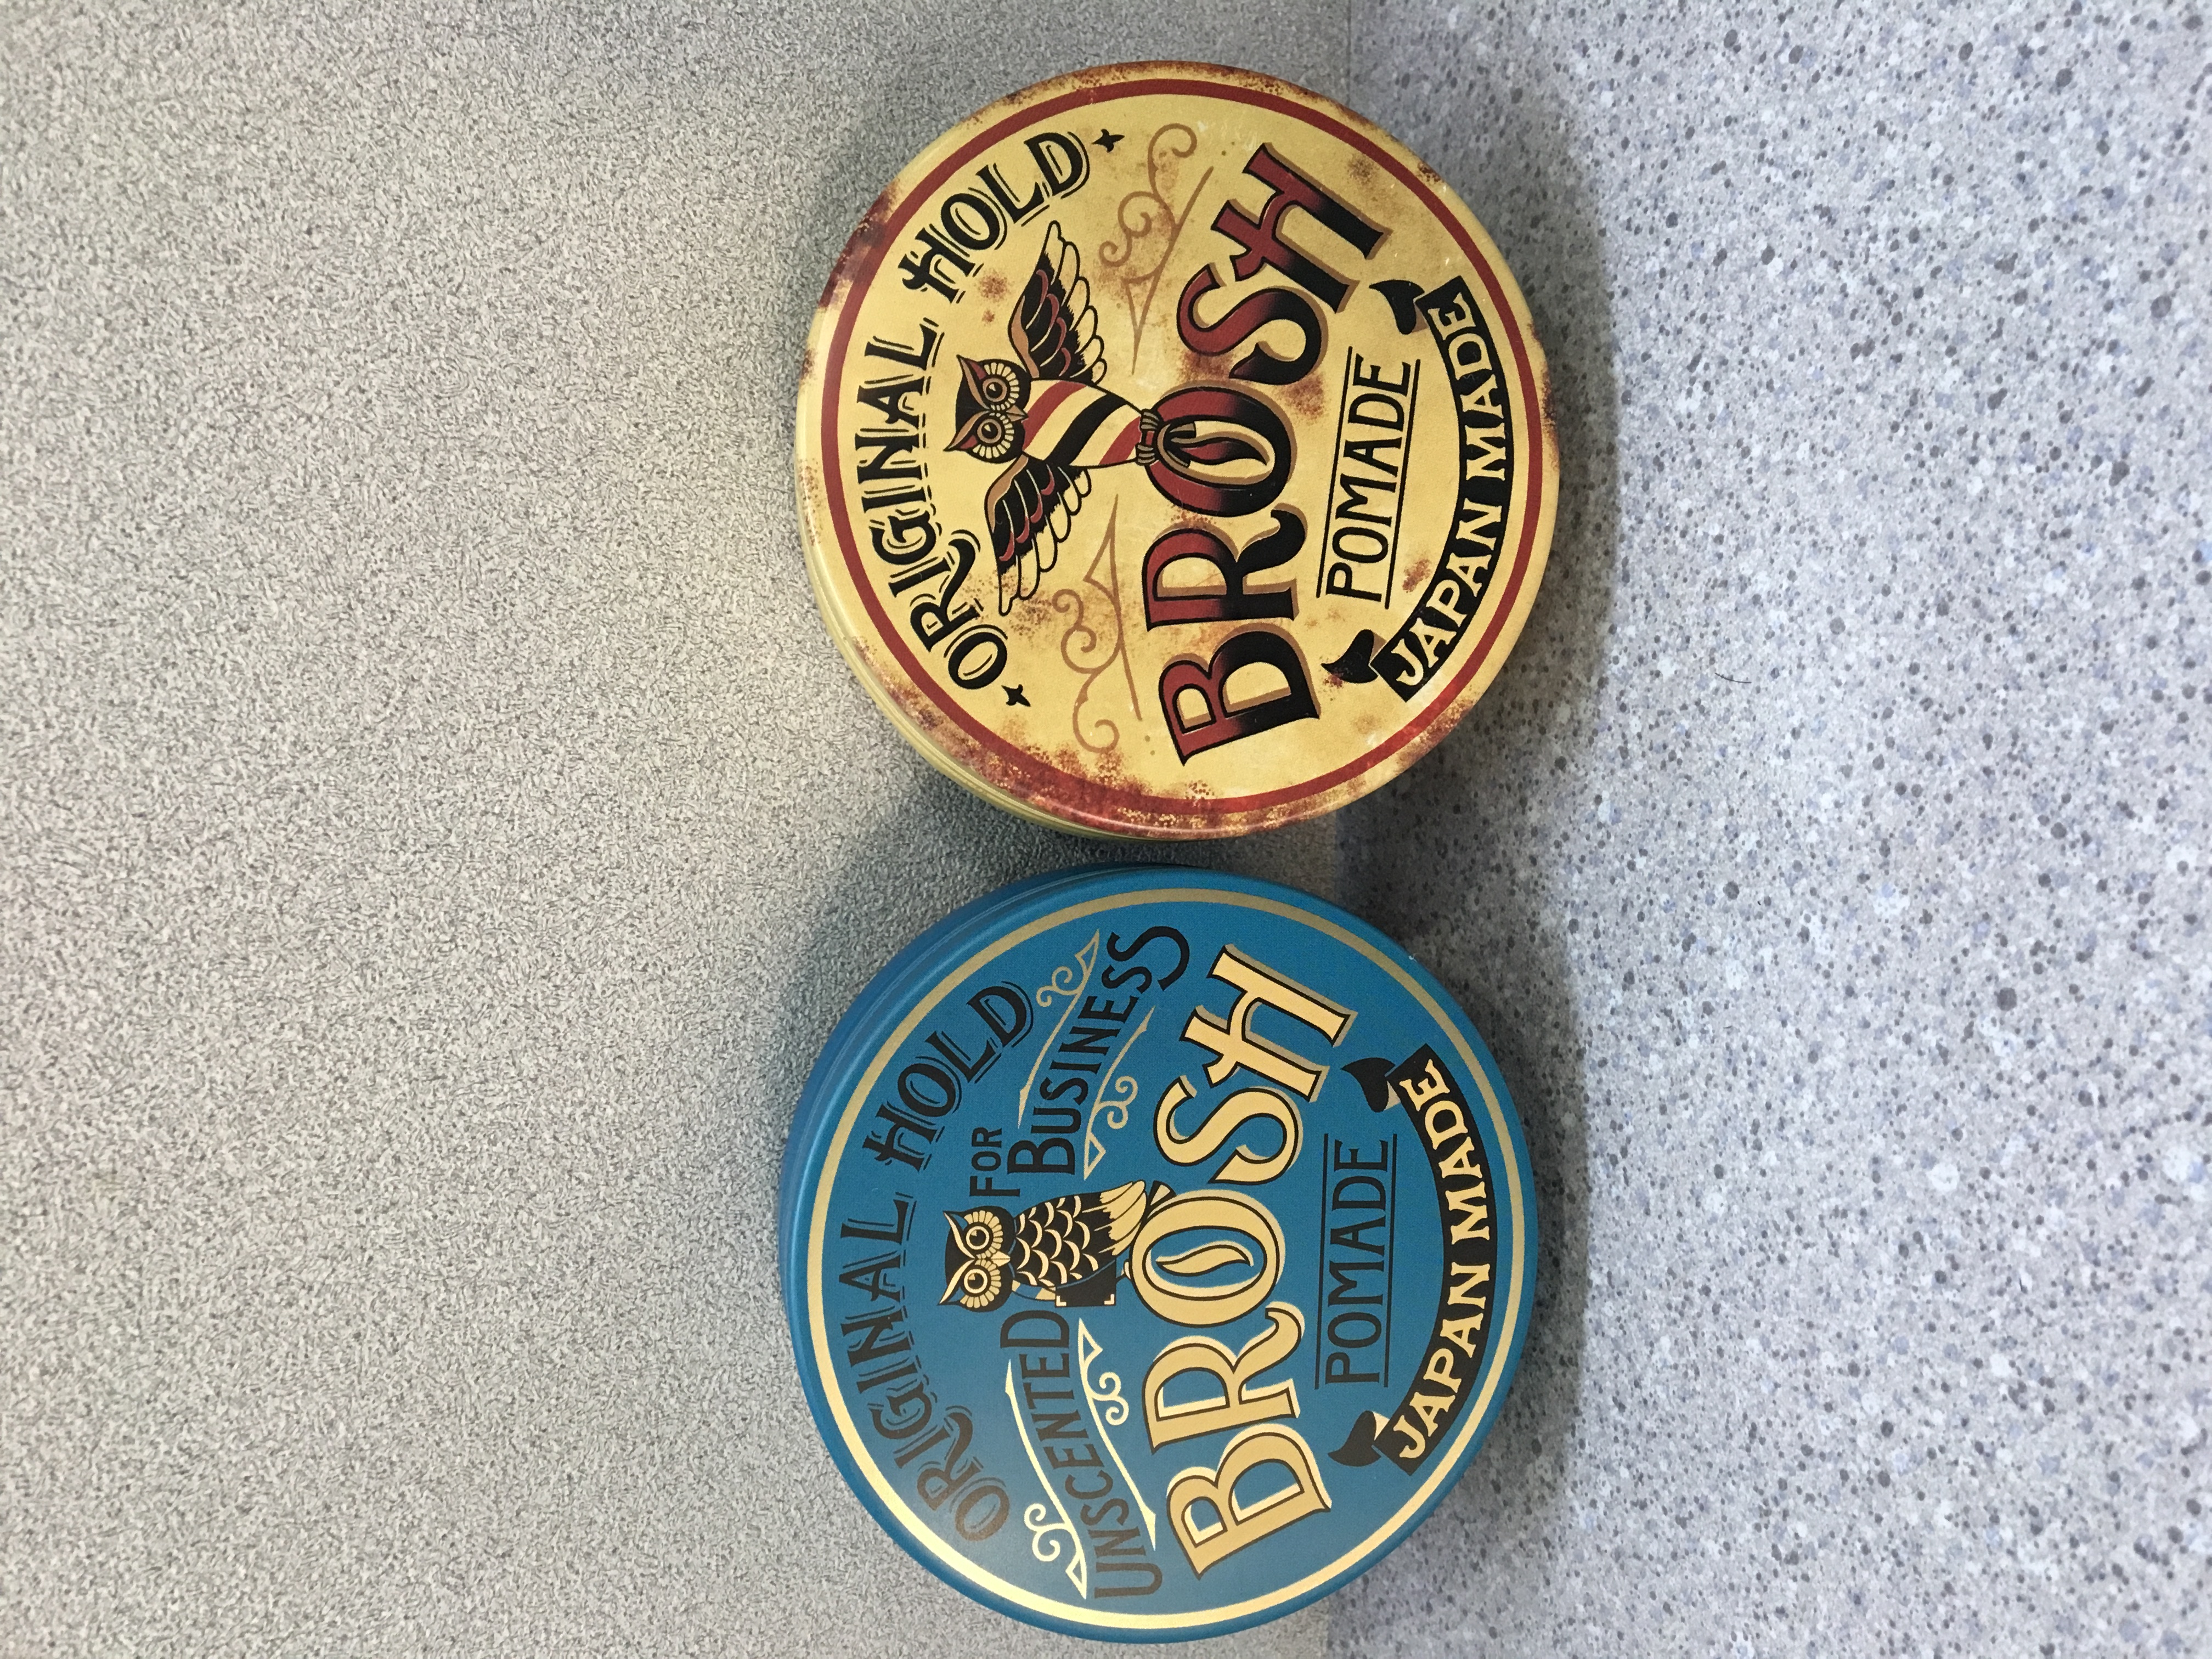 ORIGINAL HOLD
UNSCENTED
FOR
BUSINESS
BROSH
POMADE
JAPAN MADE
ORIGINAL HOLD
BROSH
POMADE
JAPAN MADE